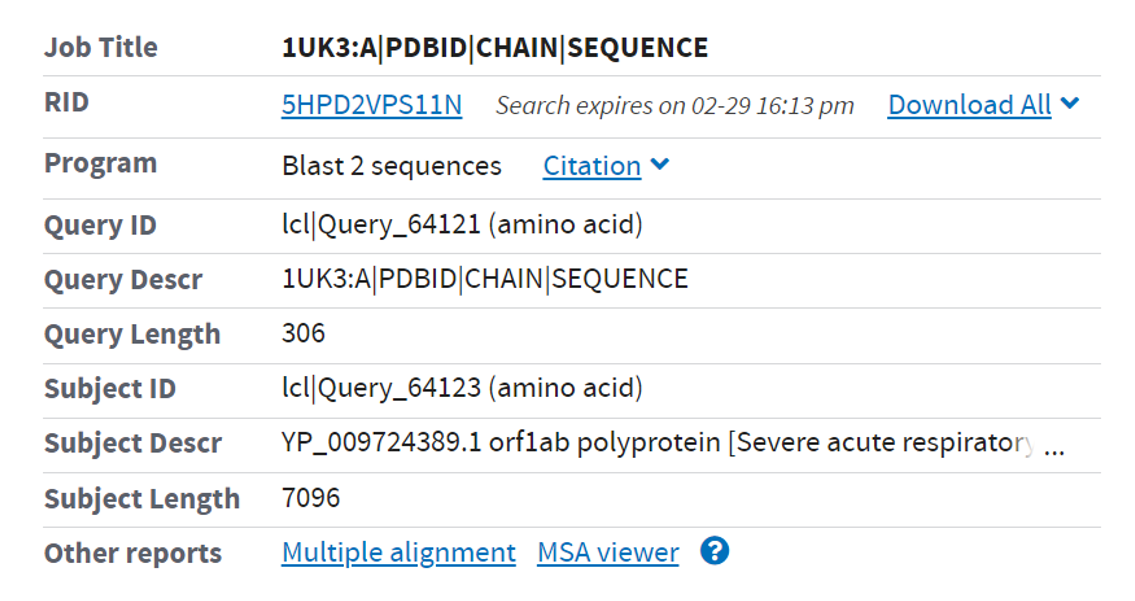 Job Title 1UK3:A|PDBID|CHAIN|SEQUENCE
RID 5HPD2VPS11N Search expires on 02-29 16:13 pm Download All
Program Blast 2 sequences Citation
Query ID lcl|Query_64121 (amino acid)
Query Descr 1UK3:A|PDBID|CHAIN|SEQUENCE
Query Length 306
Subject ID lcl|Query_64123 (amino acid)
Subject Descr YP_009724389.1 orf1ab polyprotein [Severe acute respiratory ...
Subject Length 7096
Other reports Multiple alignment MSA viewer ?